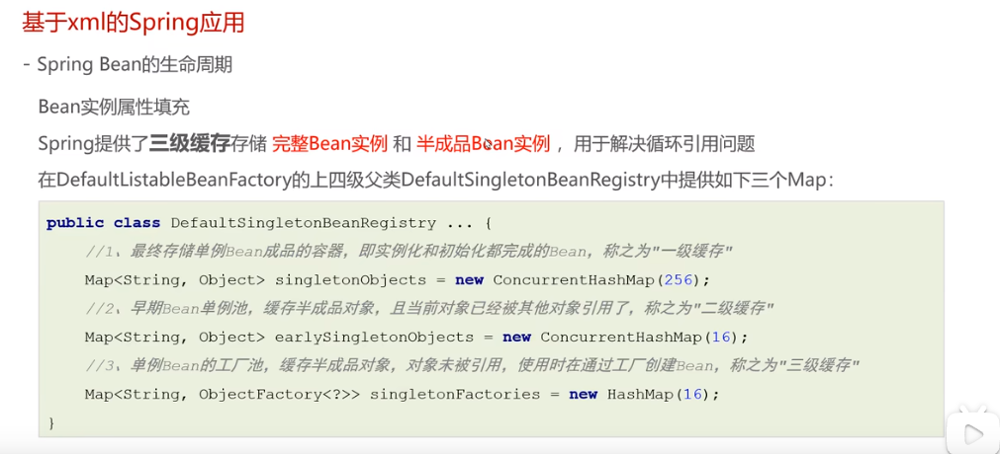 基于xml的Spring应用
- Spring Bean的生命周期
Bean实例属性填充
Spring提供了三级缓存存储 完整Bean实例 和 半成品Bean实例 ，用于解决循环引用问题
在DefaultListableBeanFactory的上四级父类DefaultSingletonBeanRegistry中提供如下三个Map：
public class DefaultSingletonBeanRegistry ... {
//1、最终存储单例Bean成品的容器，即实例化和初始化都完成的Bean，称之为"一级缓存"
Map<String, Object> singletonObjects = new ConcurrentHashMap(256);
//2、早期Bean单例池，缓存半成品对象，且当前对象已经被其他对象引用了，称之为"二级缓存"
Map<String, Object> earlySingletonObjects = new ConcurrentHashMap(16);
//3、单例Bean的工厂池，缓存半成品对象，对象未被引用，使用时在通过工厂创建Bean，称之为"三级缓存"
Map<String, ObjectFactory<?>> singletonFactories = new HashMap(16);
}